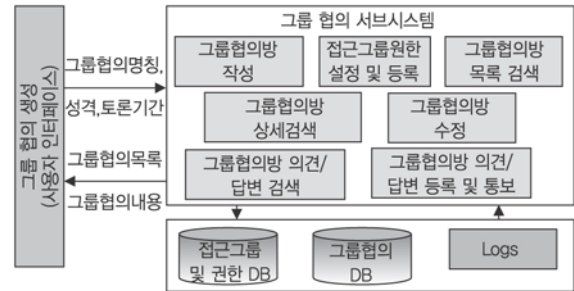 그룹 협의 생성
(사용자 인터페이스)
그룹협의명칭,
성격,토론기간
그룹협의목록
그룹협의내용
그룹 협의 서브시스템
그룹협의방
작성
접근그룹원한
설정 및 등록
그룹협의방
목록 검색
그룹협의방
상세검색
그룹협의방
수정
그룹협의방 의견/
답변 검색
그룹협의방 의견/
답변 등록 및 통보
접근그룹
및 권한 DB
그룹협의
DB
Logs